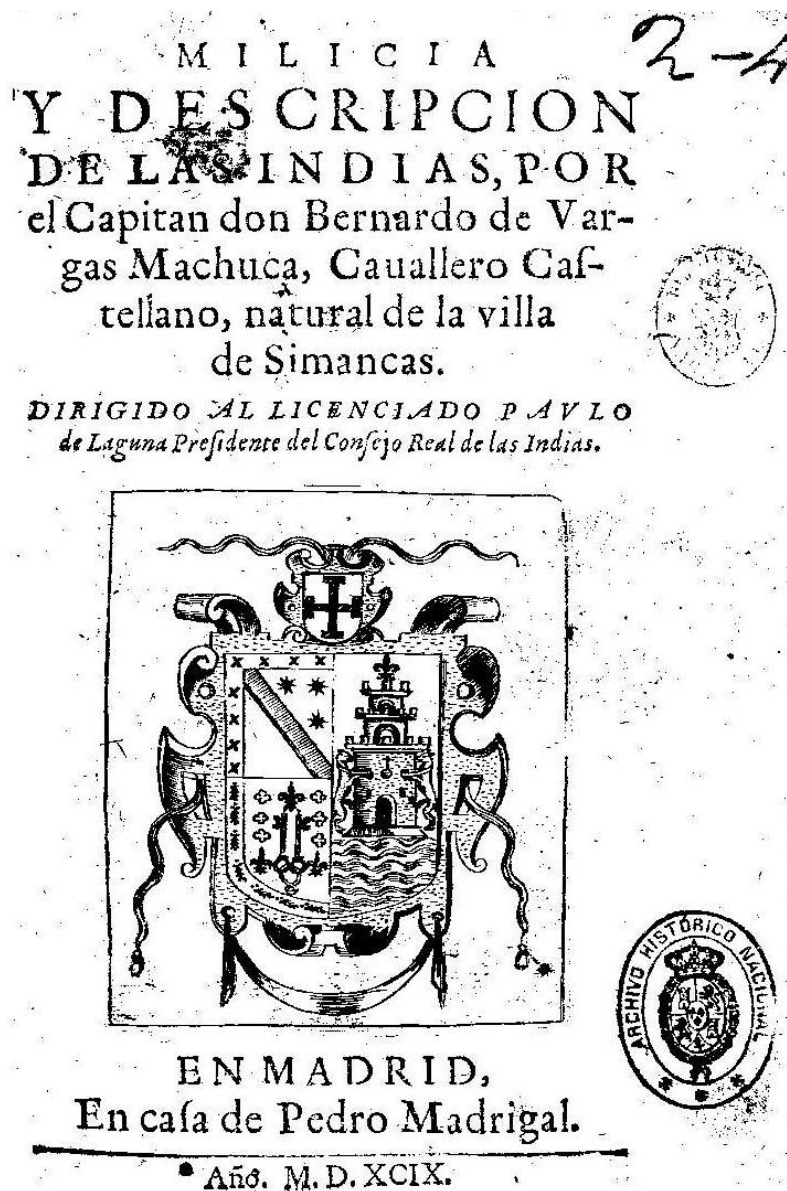 MILICIA
Y DESCRIPCION
DE LAS INDIAS, POR
el Capitan don Bernardo de Var-
gas Machuca, Cauallero Caſ-
tellano, natural de la villa
de Simancas.
DIRIGIDO AL LICENCIADO PAVLO
de Laguna Preſidente del Conſejo Real de las Indias.
ARCHIVO HISTÓRICO NACIONAL
EN MADRID,
En caſa de Pedro Madrigal.
Año. M. D. XCIX.